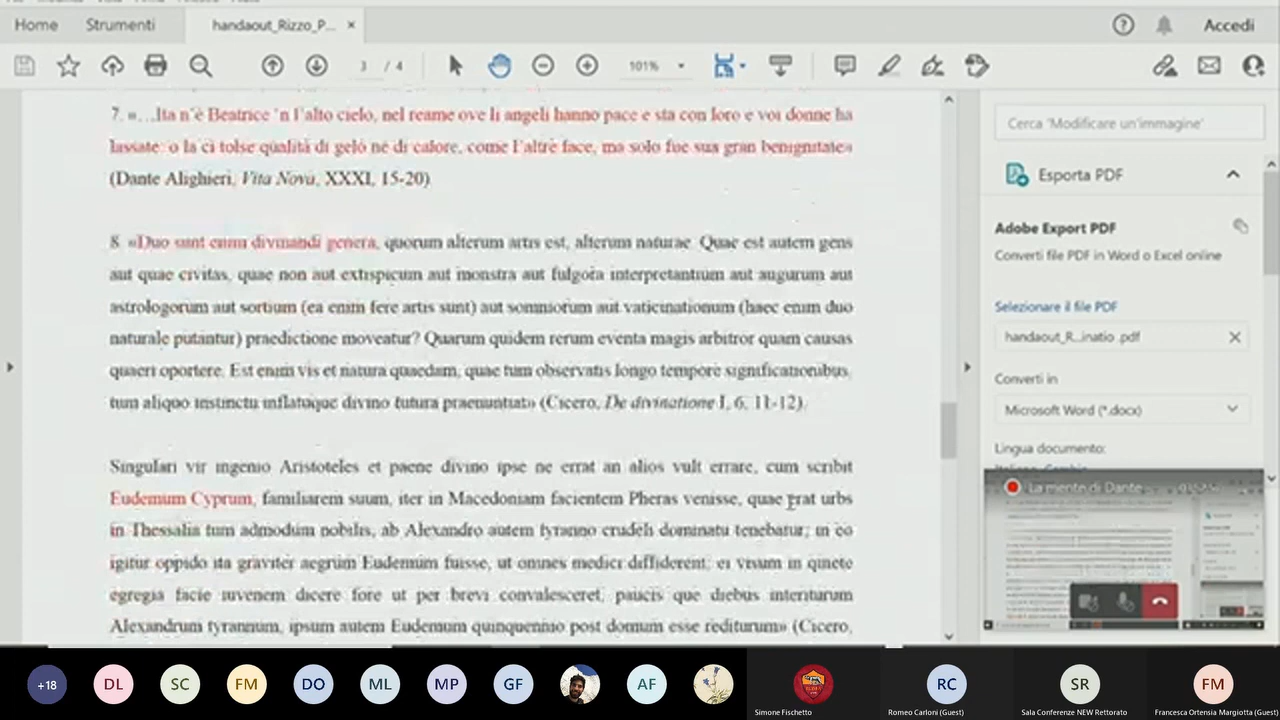 Home Strumenti handaout_Rizzo_P... × Accedi
3 / 4 101%
7. «…Ita n'è Beatrice 'n l'alto cielo, nel reame ove li angeli hanno pace e sta con loro e voi donne ha
lassate: o la ci tolse qualità di gelo né di calore, come l'altre face, ma solo fue sua gran benignitate»
(Dante Alighieri, Vita Nova, XXXI, 15-20)
8. «Duo sunt enim divinandi genera, quorum alterum artis est, alterum naturae. Quae est autem gens
aut quae civitas, quae non aut extispicum aut monstra aut fulgora interpretantium aut augurum aut
astrologorum aut sortium (ea enim fere artis sunt) aut somniorum aut vaticinationum (haec enim duo
naturale putantur) praedictione moveatur? Quarum quidem rerum eventa magis arbitror quam causas
quaeri oportere. Est enim vis et natura quaedam, quae tum observatis longo tempore significationibus,
tum aliquo instinctu inflatuque divino futura praenuntiat» (Cicero, De divinatione I, 6, 11-12).
Singulari vir ingenio Aristoteles et paene divino ipse ne errat an alios vult errare, cum scribit
Eudemum Cyprum, familiarem suum, iter in Macedoniam facientem Pheras venisse, quae erat urbs
in Thessalia tum admodum nobilis, ab Alexandro autem tyranno crudeli dominatu tenebatur; in eo
igitur oppido ita graviter aegrum Eudemum fuisse, ut omnes medici diffiderent; ei visum in quiete
egregia facie iuvenem dicere fore ut per brevi convalesceret, paucis que diebus interiturum
Alexandrum tyrannum, ipsum autem Eudemum quinquennio post domum esse rediturum» (Cicero,
Cerca 'Modificare un'immagine'
Esporta PDF
Adobe Export PDF
Converti file PDF in Word o Excel online
Selezionare il file PDF
handaout_R...inatio .pdf
Converti in
Microsoft Word (*.docx)
Lingua documento:
La mente di Dante
+18 DL SC FM DO ML MP GF AF RC SR FM
Simone Fischetto Romeo Carloni (Guest) Sala Conferenze NEW Rettorato Francesca Ortensia Margiotta (Guest)